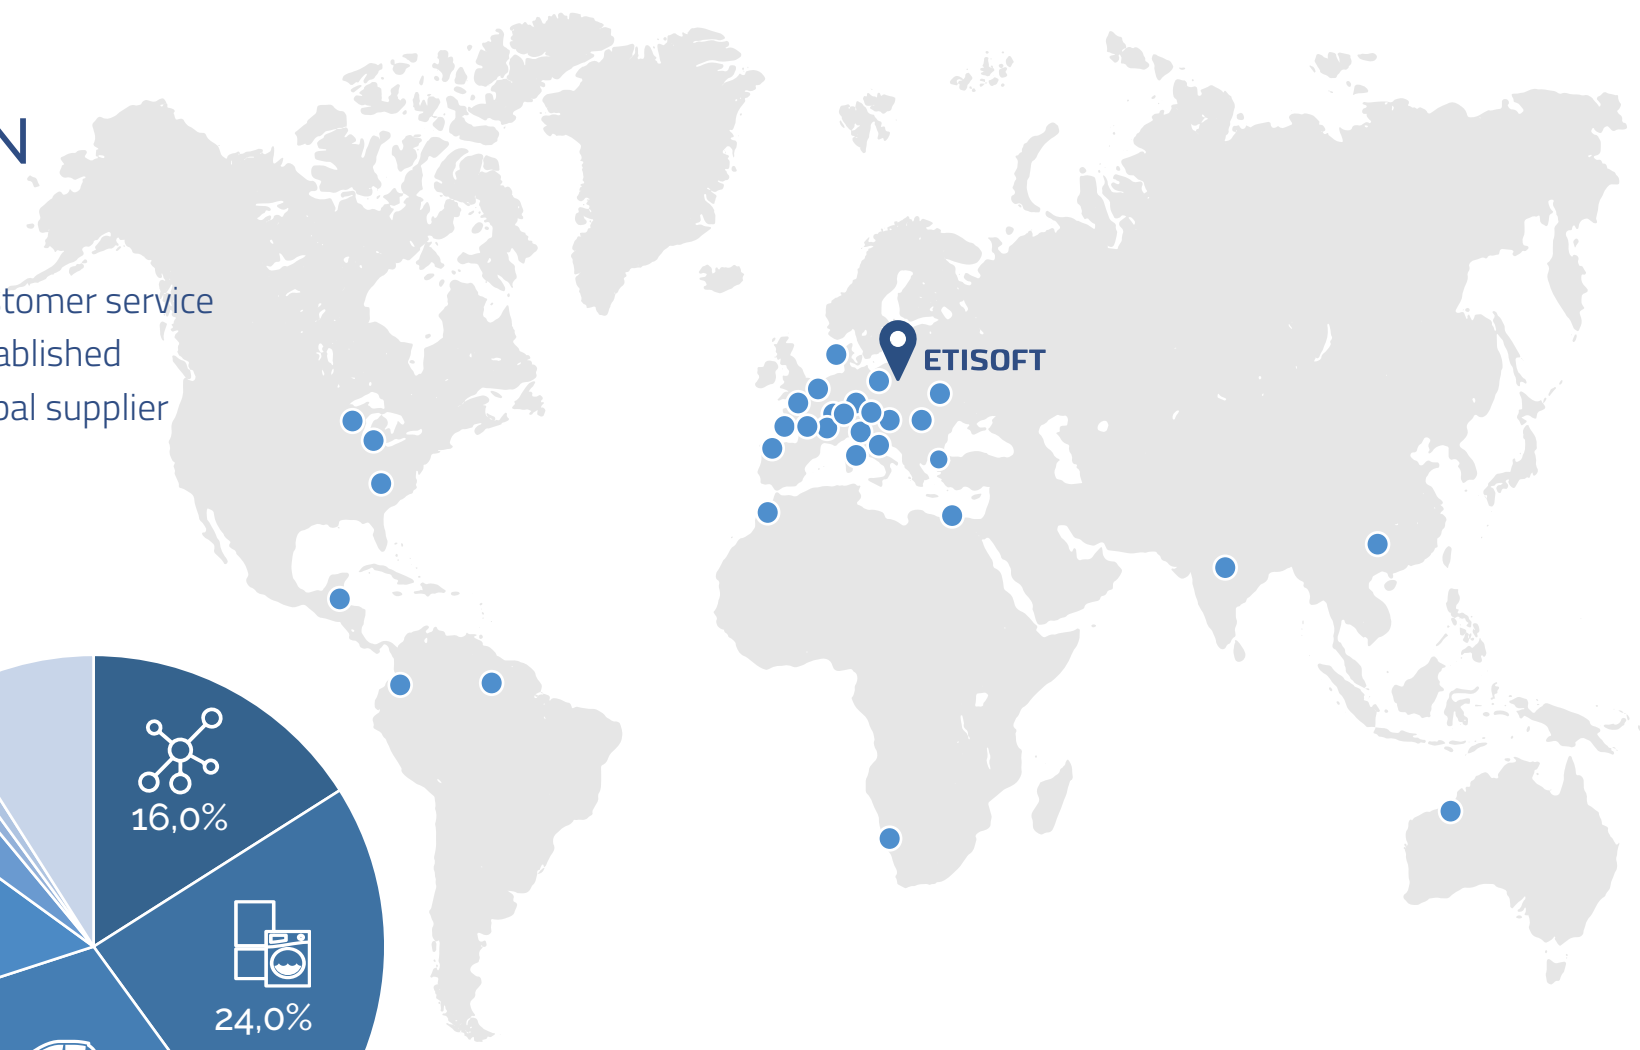 N
tomer service
ablished
bal supplier
ETISOFT
16,0%
24,0%